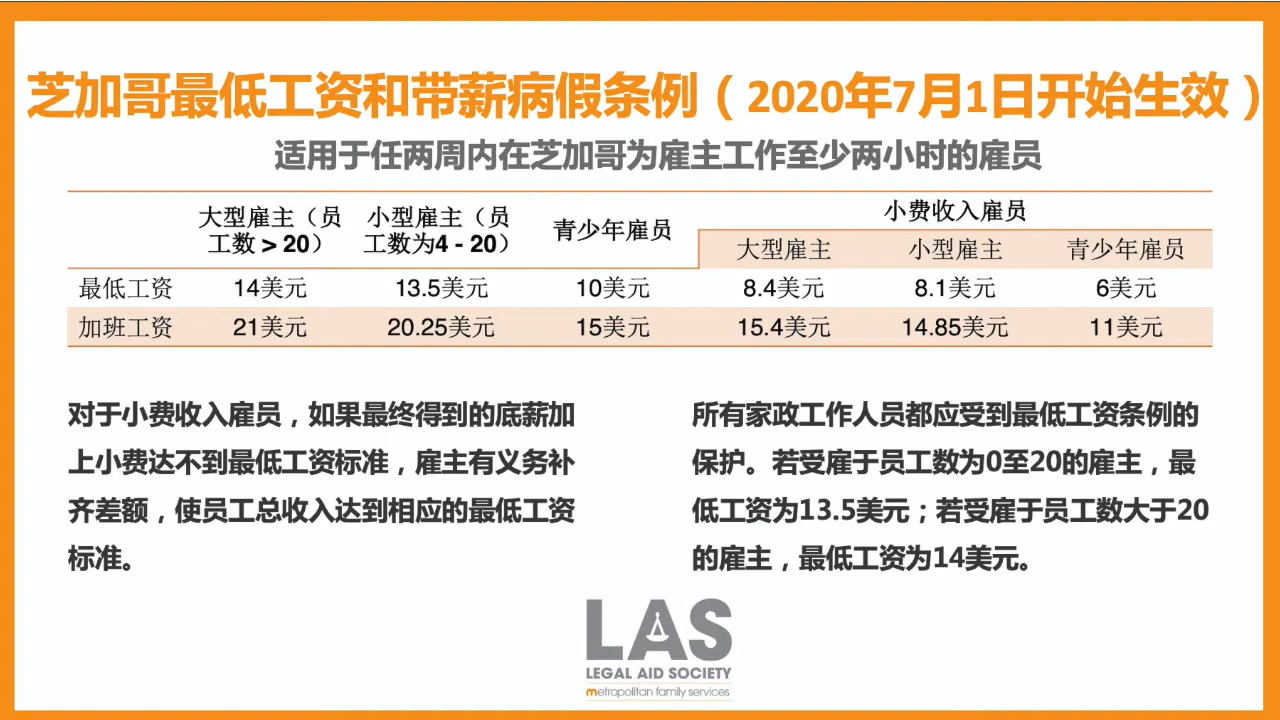 芝加哥最低工资和带薪病假条例（2020年7月1日开始生效）
适用于任两周内在芝加哥为雇主工作至少两小时的雇员
大型雇主（员工数 > 20） 小型雇主（员工数为4 - 20） 青少年雇员 小费收入雇员
大型雇主 小型雇主 青少年雇员
最低工资 14美元 13.5美元 10美元 8.4美元 8.1美元 6美元
加班工资 21美元 20.25美元 15美元 15.4美元 14.85美元 11美元
对于小费收入雇员，如果最终得到的底薪加
上小费达不到最低工资标准，雇主有义务补
齐差额，使员工总收入达到相应的最低工资
标准。
所有家政工作人员都应受到最低工资条例的
保护。若受雇于员工数为0至20的雇主，最
低工资为13.5美元；若受雇于员工数大于20
的雇主，最低工资为14美元。
LAS
LEGAL AID SOCIETY
metropolitan family services